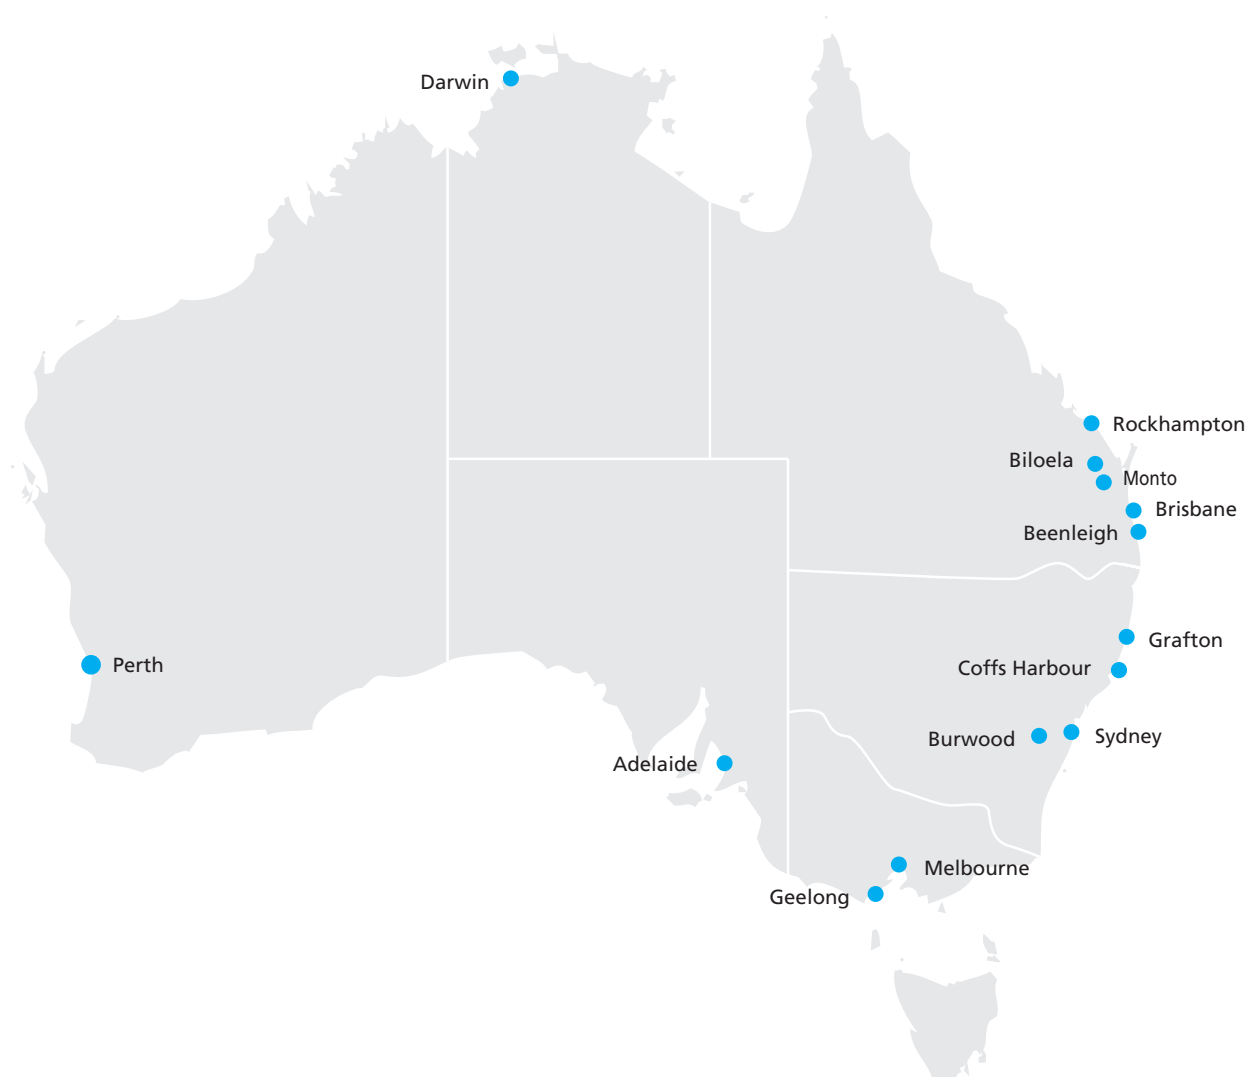 Darwin
Rockhampton
Biloela
Monto
Brisbane
Beenleigh
Grafton
Perth
Coffs Harbour
Burwood
Sydney
Adelaide
Melbourne
Geelong